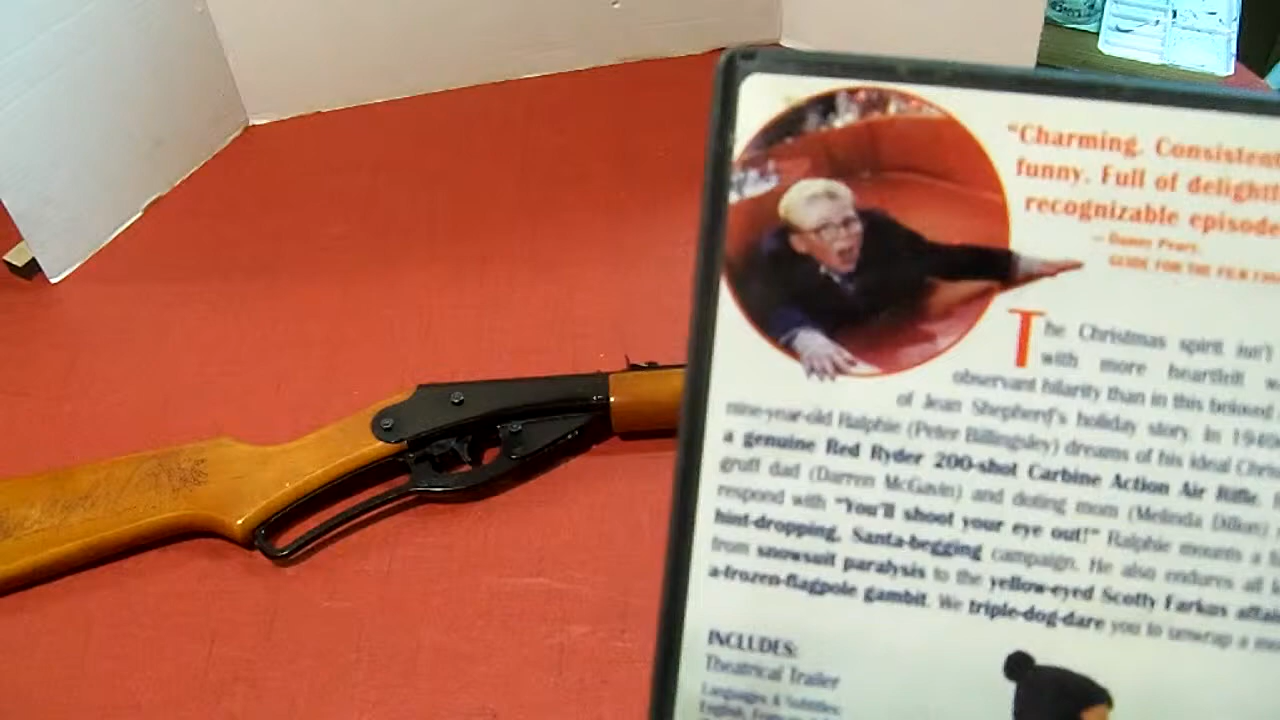 "Charming. Consistent
funny. Full of delight
recognizable episode
— Danny Peary,
GUIDE FOR THE FILM
The Christmas spirit isn't
with more heartfelt
observant hilarity than in this beloved
of Jean Shepherd's holiday story. In 1940
nine-year-old Ralphie (Peter Billingsley) dreams of his ideal Chris
a genuine Red Ryder 200-shot Carbine Action Air Rifle.
gruff dad (Darren McGavin) and doting mom (Melinda Dillon)
respond with "You'll shoot your eye out!" Ralphie mounts a
hint-dropping, Santa-begging campaign. He also endures all
from snowsuit paralysis to the yellow-eyed Scotty Farkus affair
a-frozen-flagpole gambit. We triple-dog-dare you to unwrap a
INCLUDES:
Theatrical Trailer
Languages & Subtitles:
English,